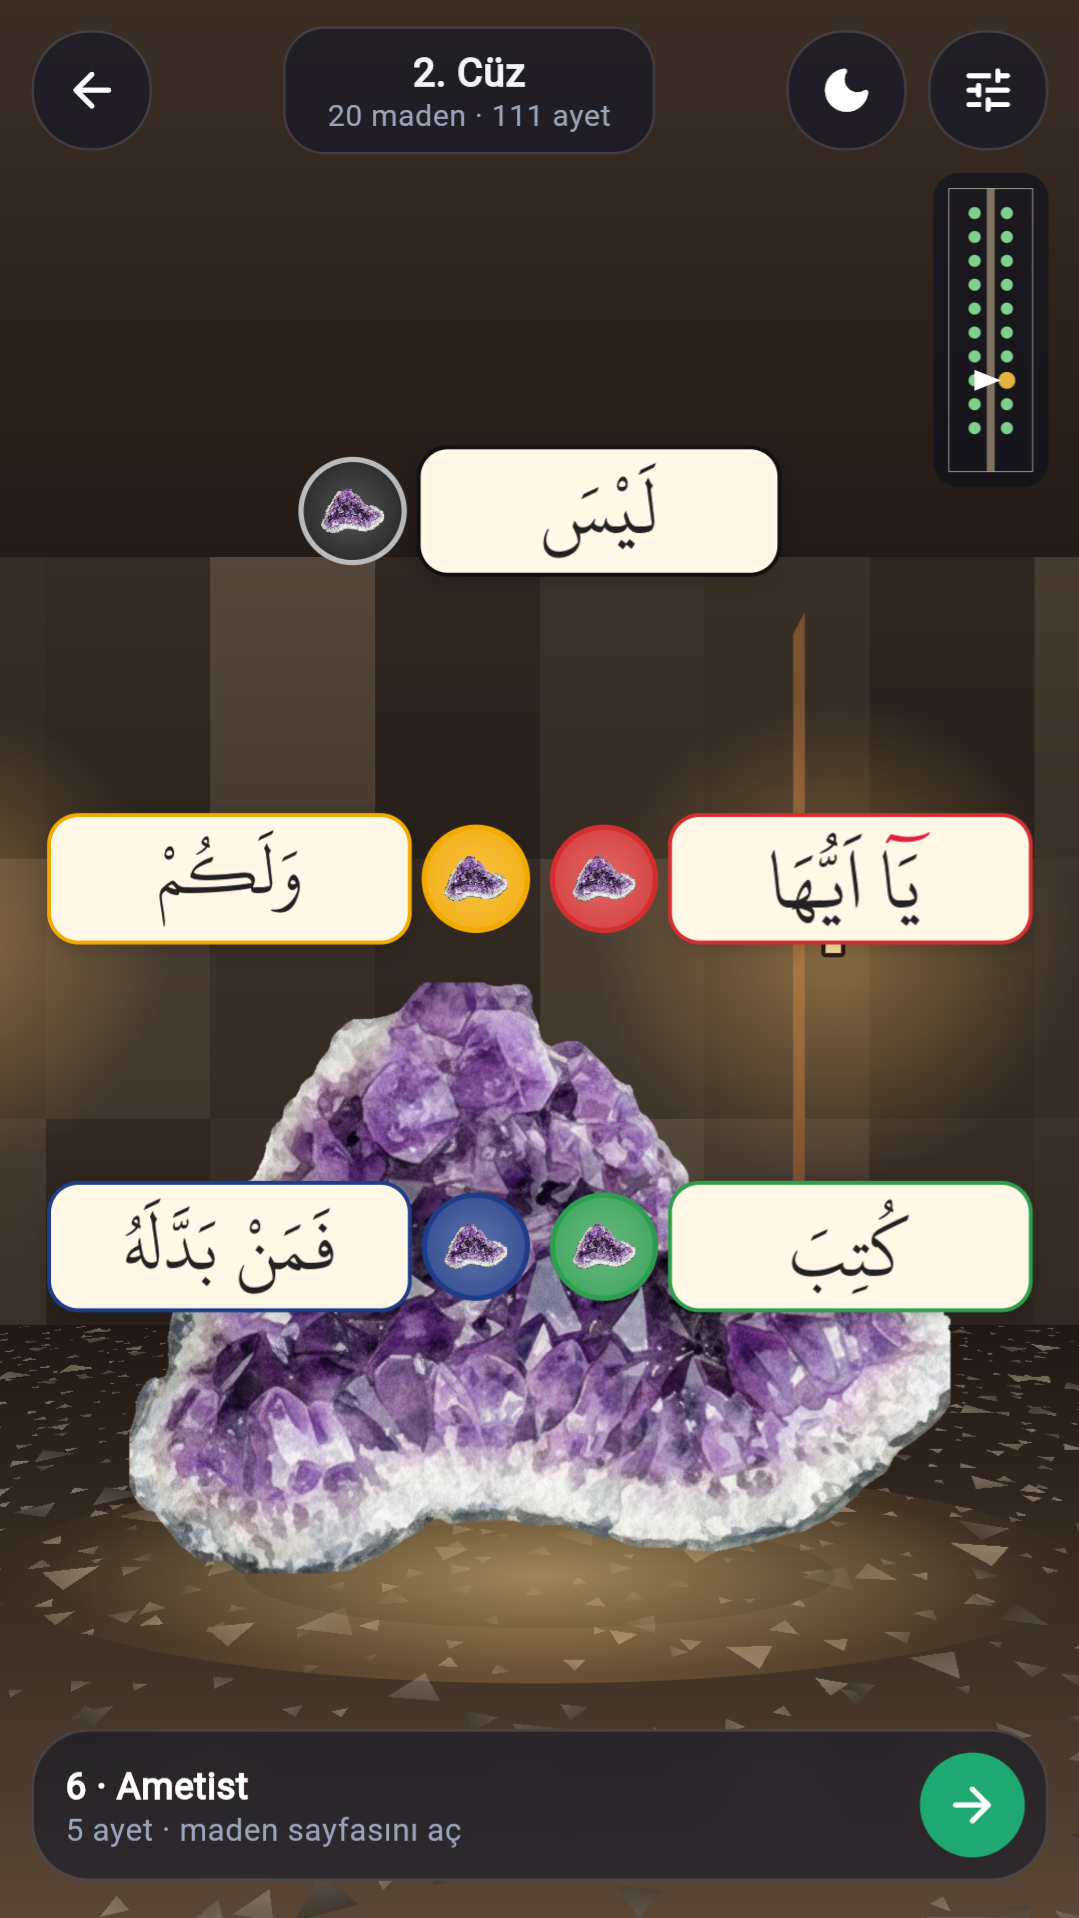 2. Cüz
20 maden · 111 ayet
لَيْسَ
يَٓا اَيُّهَا
وَلَكُمْ
كُتِبَ
فَمَنْ بَدَّلَهُ
6 · Ametist
5 ayet · maden sayfasını aç